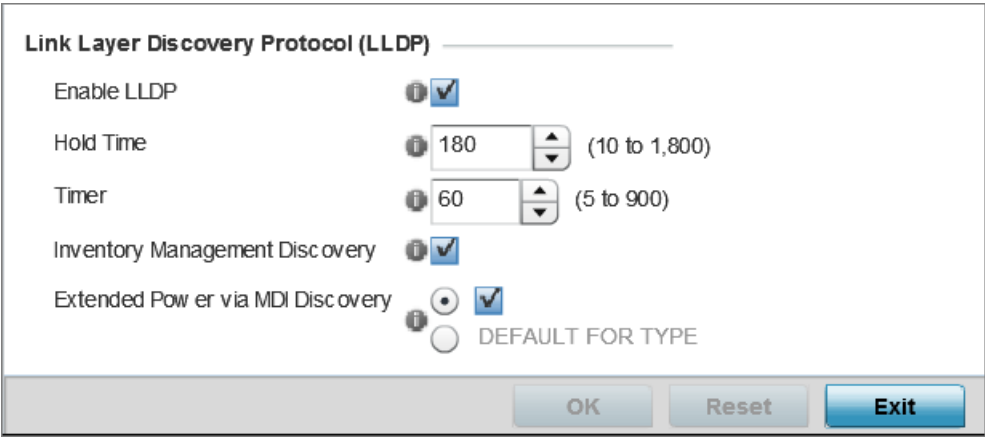 Link Layer Discovery Protocol (LLDP)
Enable LLDP
Hold Time 180 (10 to 1,800)
Timer 60 (5 to 900)
Inventory Management Discovery
Extended Power via MDI Discovery
DEFAULT FOR TYPE
OK Reset Exit